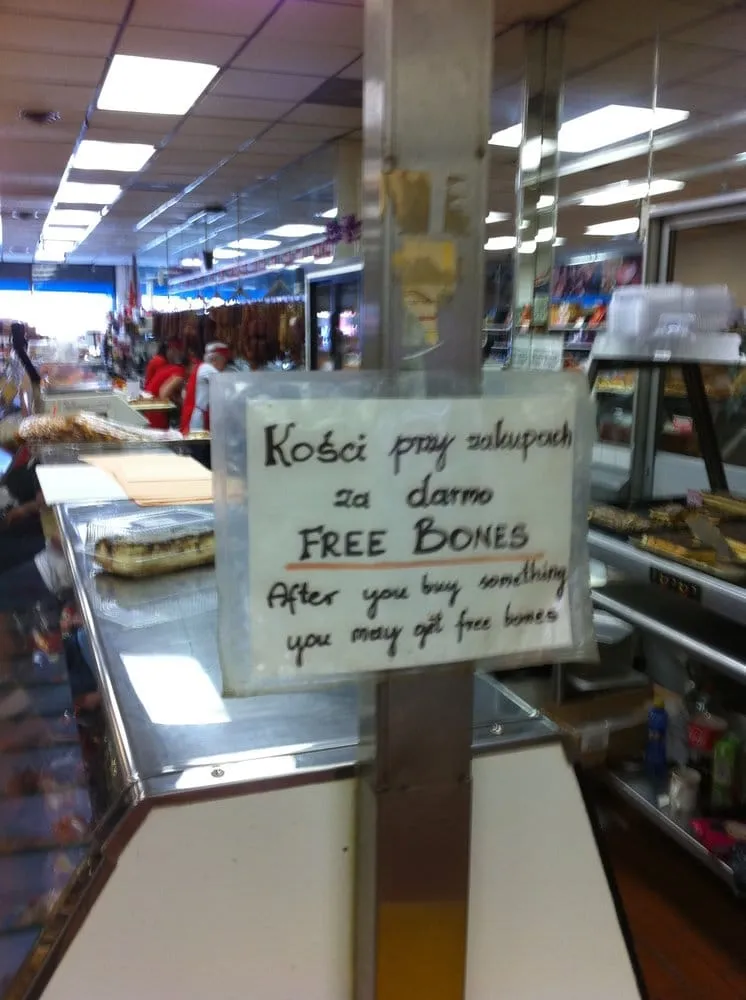 Kości przy zakupach
za darmo
FREE BONES
After you buy something
you may get free bones